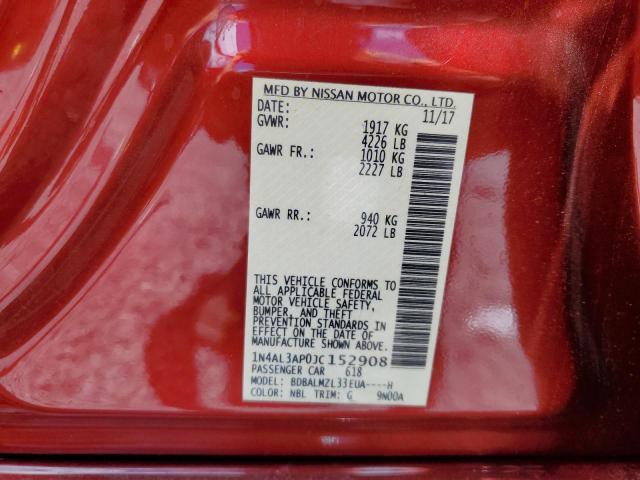 MFD BY NISSAN MOTOR CO., LTD.
DATE: 11/17
GVWR: 1917 KG
4226 LB
GAWR FR.: 1010 KG
2227 LB
GAWR RR.: 940 KG
2072 LB
THIS VEHICLE CONFORMS TO
ALL APPLICABLE FEDERAL
MOTOR VEHICLE SAFETY,
BUMPER, AND THEFT
PREVENTION STANDARDS IN
EFFECT ON THE DATE OF
MANUFACTURE SHOWN ABOVE.
1N4AL3AP0JC152908
PASSENGER CAR 618
MODEL: BDBALMZL33EUA----H
COLOR: NBL TRIM: G 9N00A